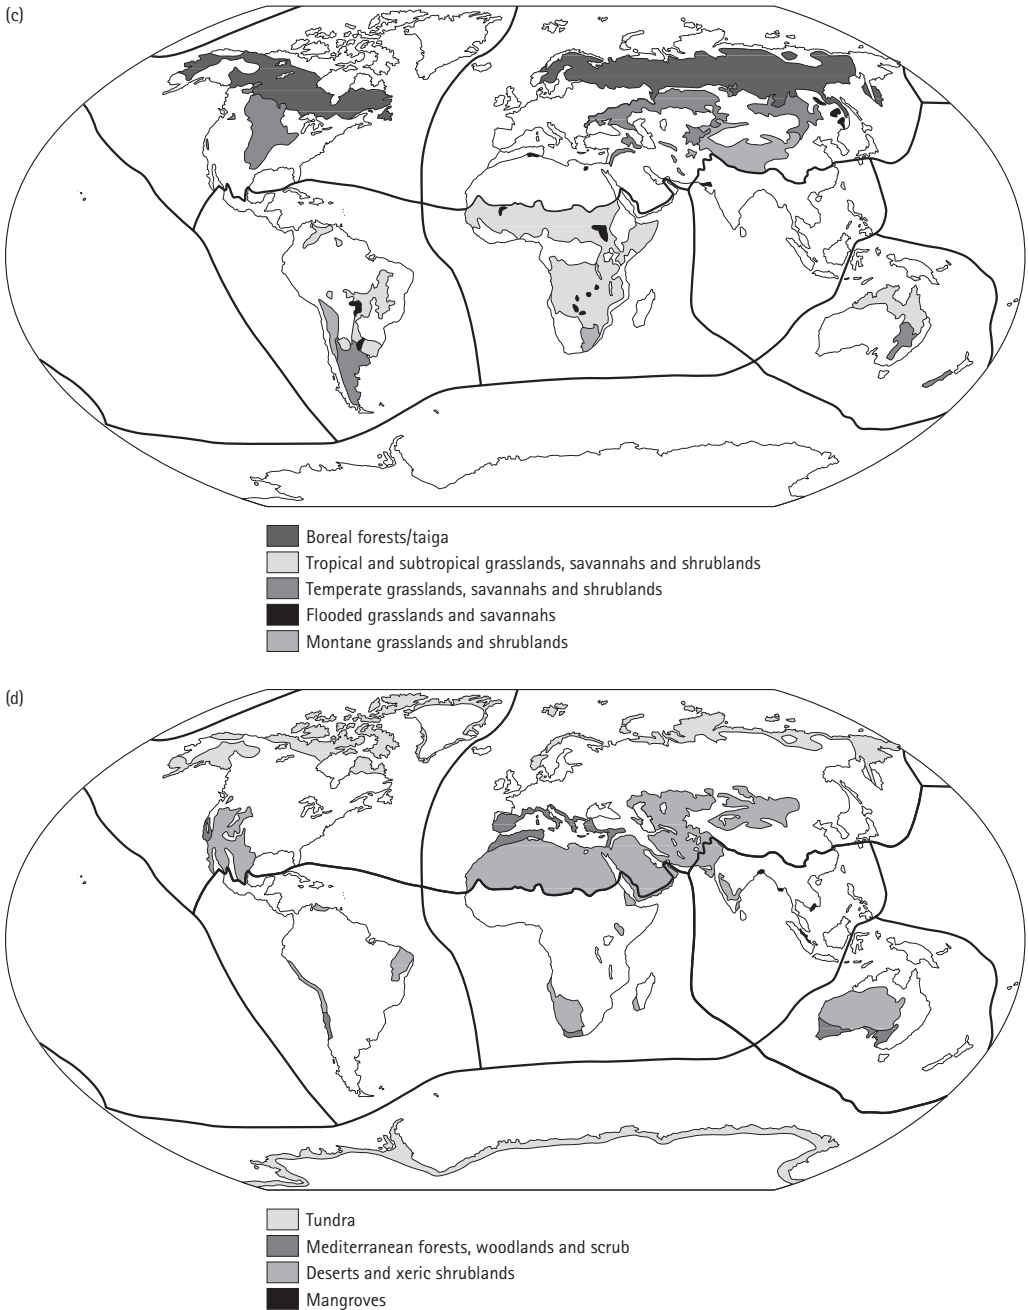 (c)
Boreal forests/taiga
Tropical and subtropical grasslands, savannahs and shrublands
Temperate grasslands, savannahs and shrublands
Flooded grasslands and savannahs
Montane grasslands and shrublands
(d)
Tundra
Mediterranean forests, woodlands and scrub
Deserts and xeric shrublands
Mangroves